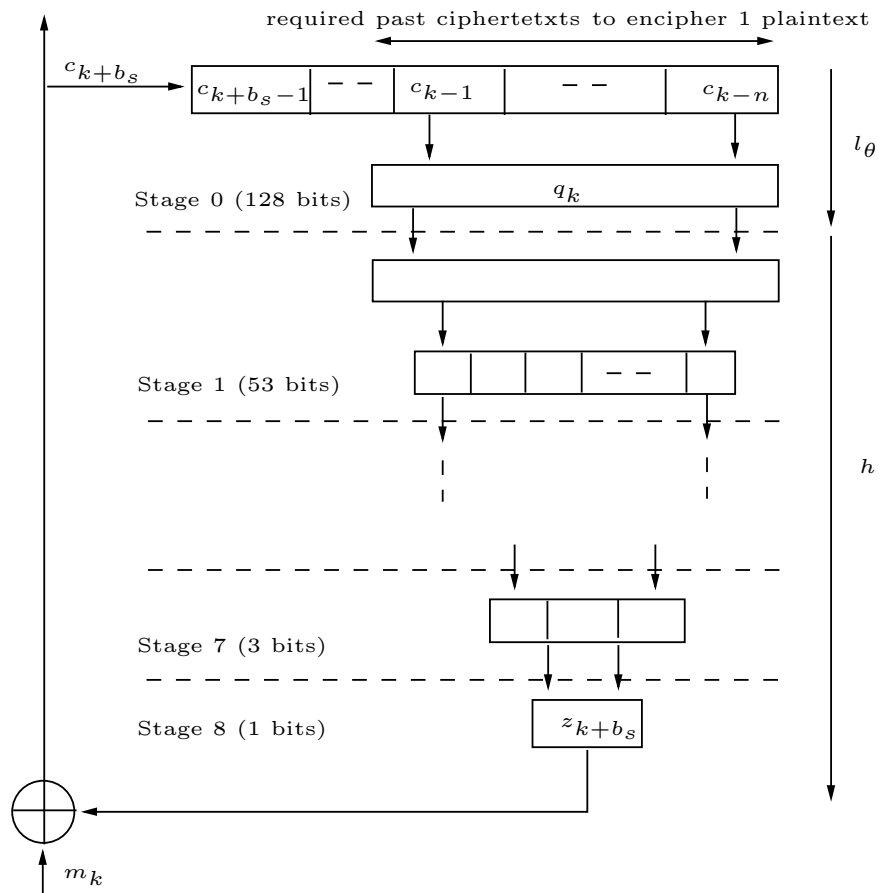 required past ciphertetxts to encipher 1 plaintext
c_{k+b_s}
c_{k+b_s-1} – – c_{k-1} – – c_{k-n}
l_θ
Stage 0 (128 bits)
q_k
Stage 1 (53 bits)
– –
h
Stage 7 (3 bits)
Stage 8 (1 bits)
z_{k+b_s}
m_k